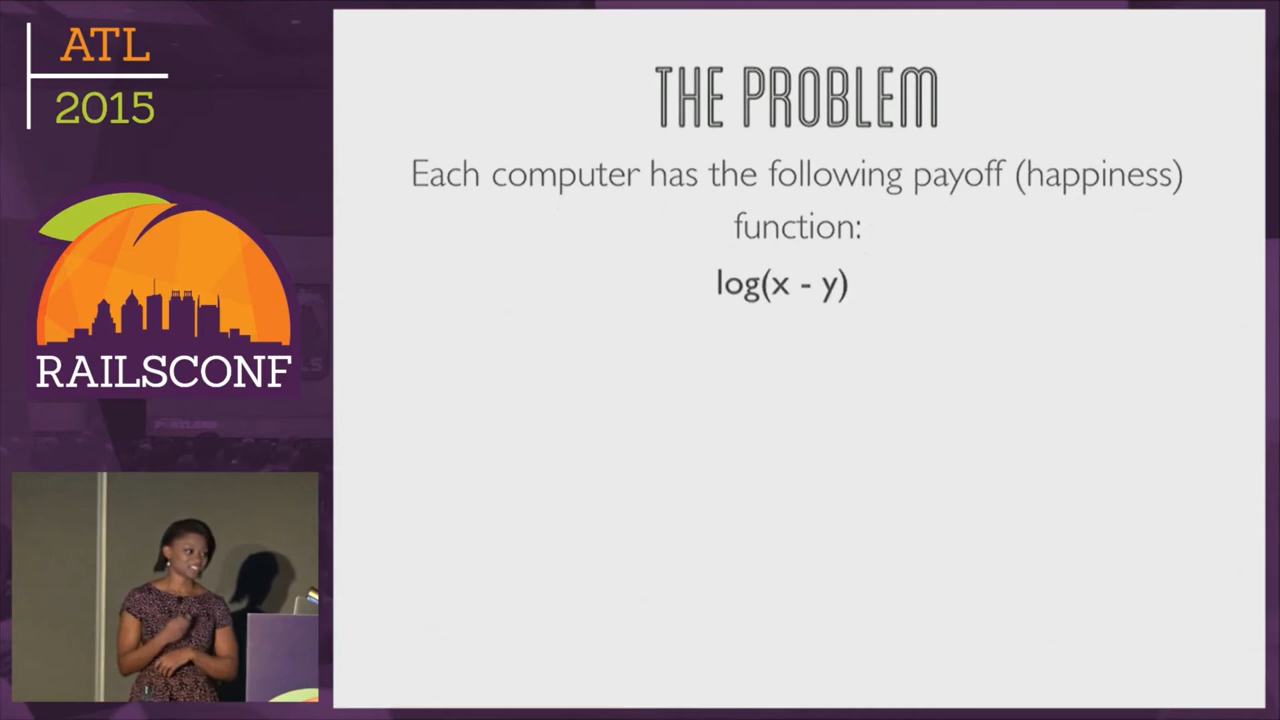 ATL
2015
RAILSCONF
THE PROBLEM
Each computer has the following payoff (happiness)
function:
log(x - y)